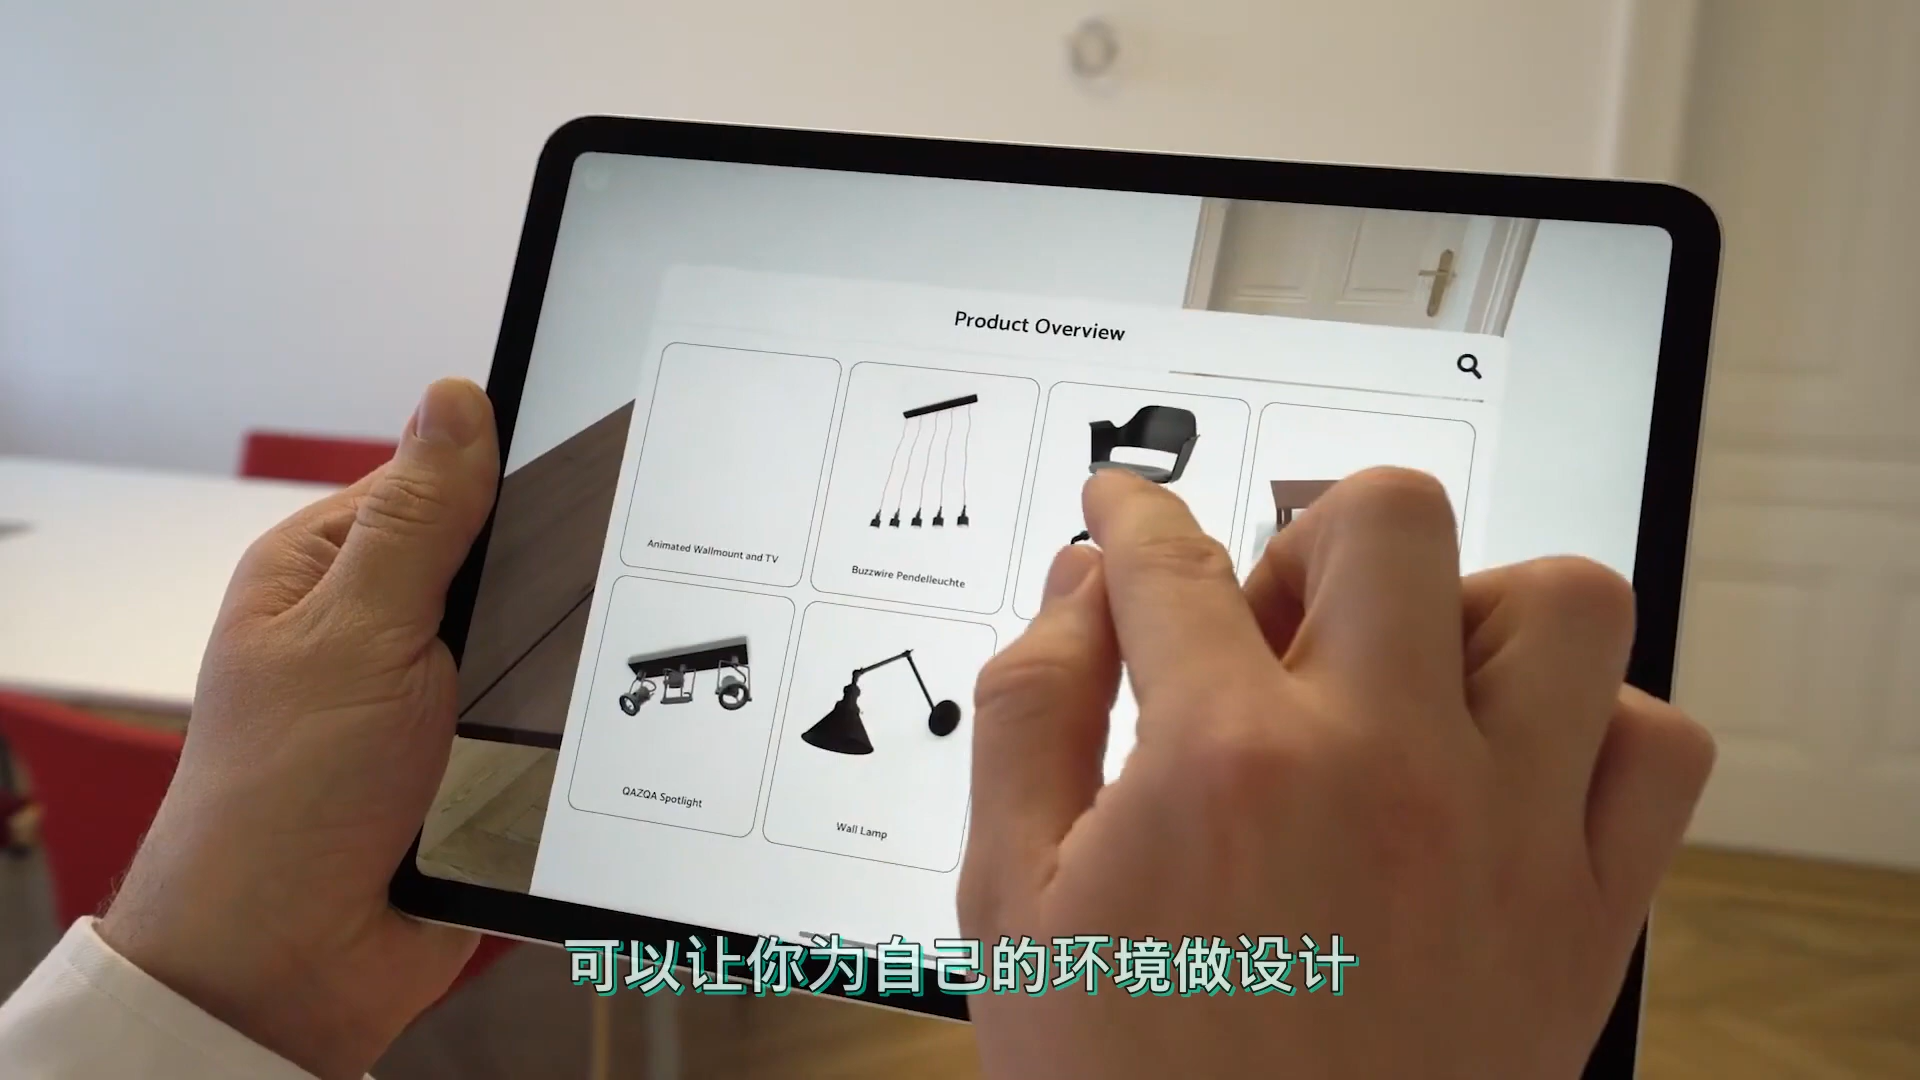 Product Overview
Animated Wallmount and TV
Buzzwire Pendelleuchte
QAZQA Spotlight
Wall Lamp
可以让你为自己的环境做设计